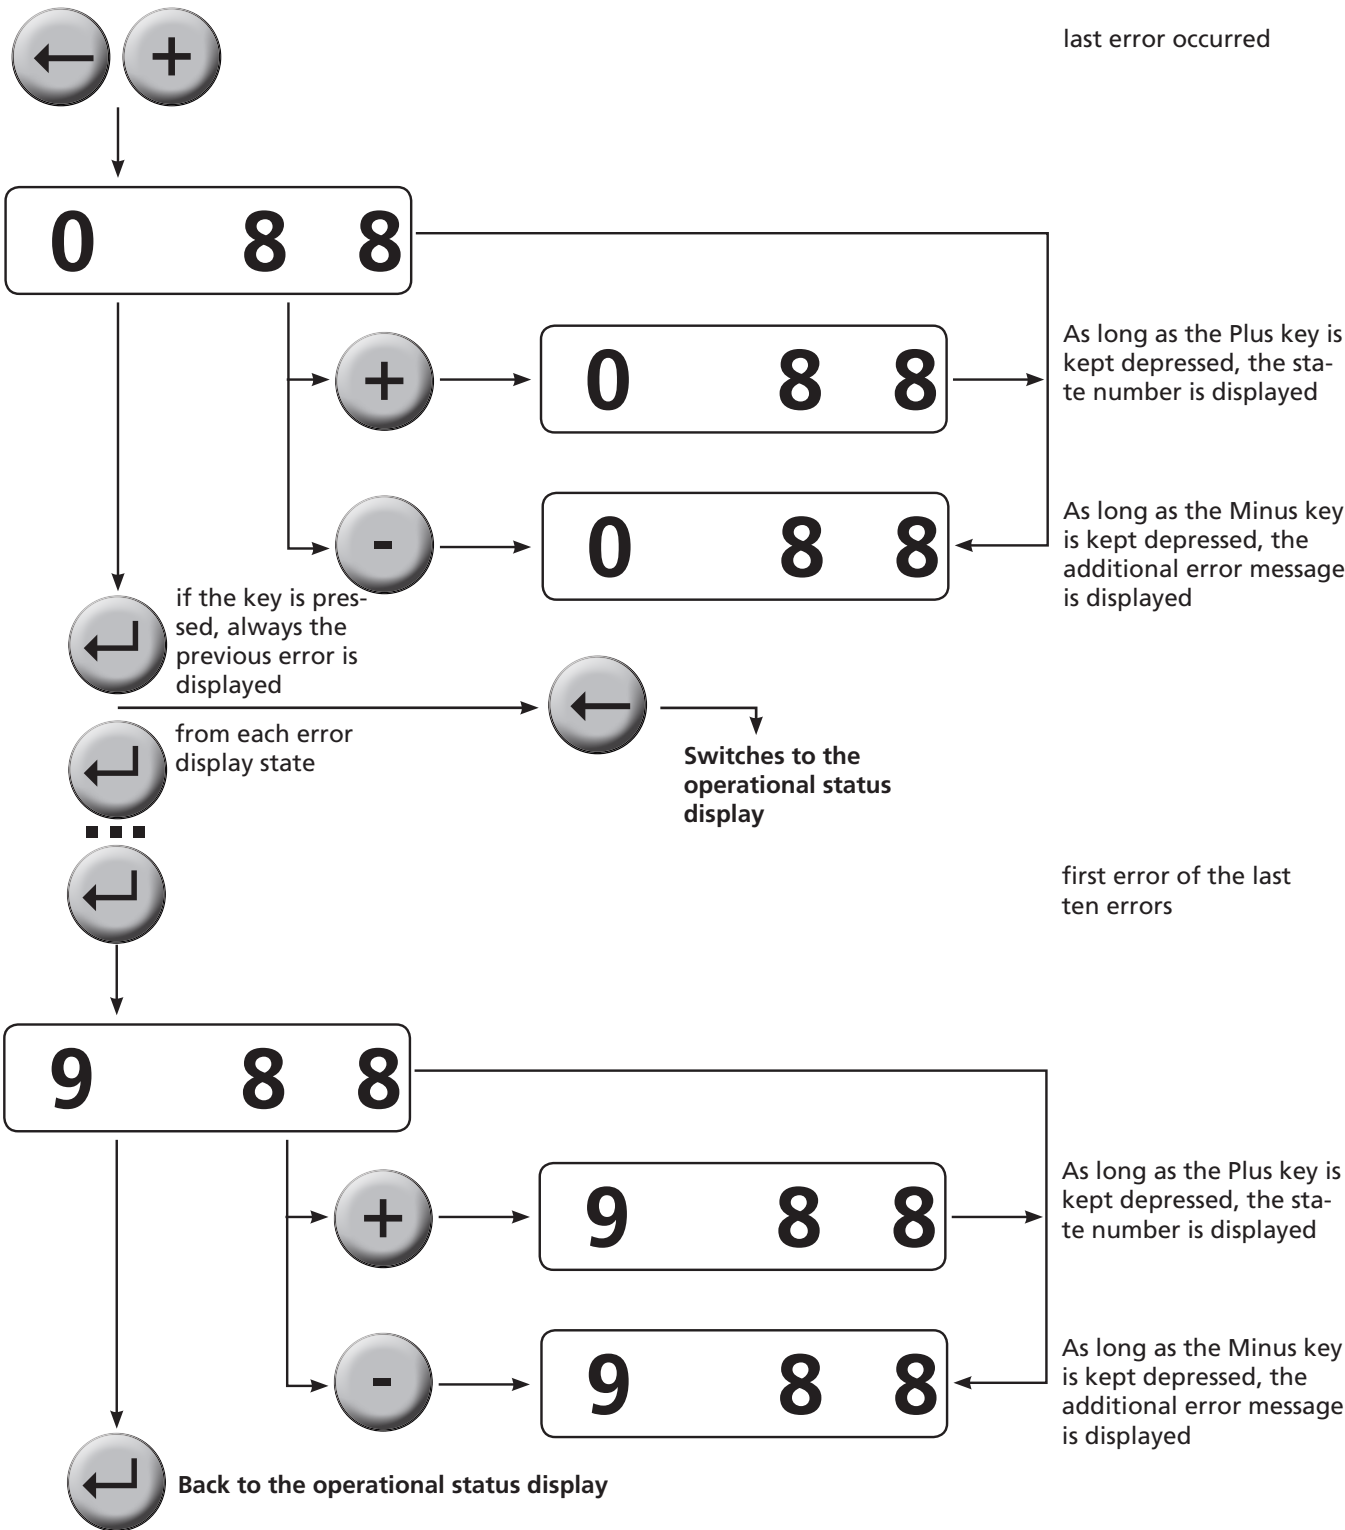 last error occurred
+
0 8 8
+
0 8 8
As long as the Plus key is
kept depressed, the sta-
te number is displayed
-
0 8 8
As long as the Minus key
is kept depressed, the
additional error message
is displayed
if the key is pres-
sed, always the
previous error is
displayed
from each error
display state
Switches to the
operational status
display
first error of the last
ten errors
9 8 8
+
9 8 8
As long as the Plus key is
kept depressed, the sta-
te number is displayed
-
9 8 8
As long as the Minus key
is kept depressed, the
additional error message
is displayed
Back to the operational status display